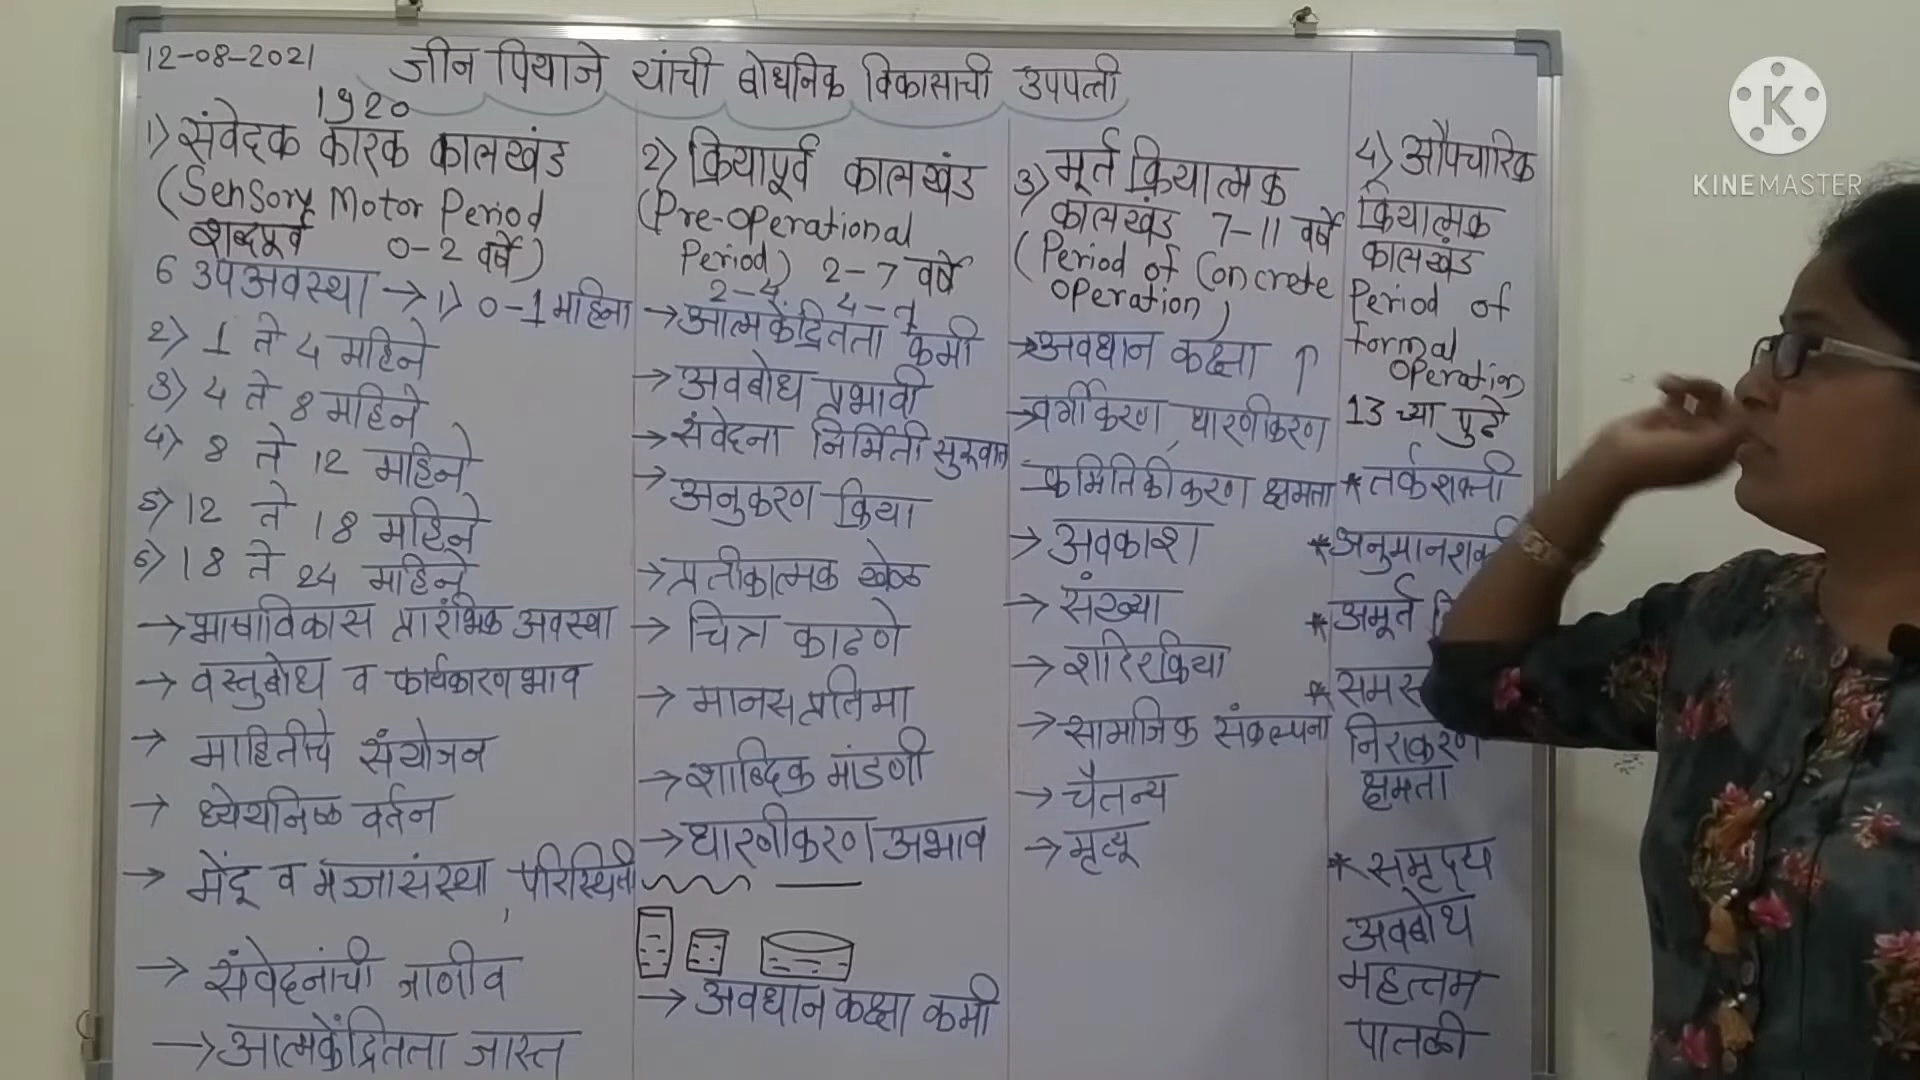 12-08-2021
जीन पियाजे यांची बोधनिक विकासाची उपपत्ती
1920
1) संवेदक कारक कालखंड
(Sensory Motor Period
शब्दपूर्व 0-2 वर्षे)
6 उपअवस्था → 1) 0-1 महिना
2) 1 ते 4 महिने
3) 4 ते 8 महिने
4) 8 ते 12 महिने
5) 12 ते 18 महिने
6) 18 ते 24 महिने
→ भाषाविकास प्रारंभिक अवस्था
→ वस्तुबोध व कार्यकारणभाव
→ माहितीचे संयोजन
→ ध्येयनिष्ठ वर्तन
→ मेंदू व मज्जासंस्था, परिस्थिती
→ संवेदनांची जाणीव
→ आत्मकेंद्रितता जास्त
2) क्रियापूर्व कालखंड
(Pre-Operational
Period) 2-7 वर्षे
2-4 4-7
→ आत्मकेंद्रितता कमी
→ अवबोध प्रभावी
→ संवेदना निर्मिती सुरुवात
→ अनुकरण क्रिया
→ प्रतीकात्मक खेळ
→ चित्र काढणे
→ मानसप्रतिमा
→ शाब्दिक मांडणी
→ धारणीकरण अभाव
→ अवधान कक्षा कमी
3) मूर्त क्रियात्मक
कालखंड 7-11 वर्षे
(Period of Concrete
Operation)
→ अवधान कक्षा ↑
→ वर्गीकरण, धारणीकरण
क्रमितिकीकरण क्षमता
→ अवकाश
→ संख्या
→ शारिरक्रिया
→ सामाजिक संकल्पना
→ चैतन्य
→ मृत्यू
4) औपचारिक
क्रियात्मक
कालखंड
Period of
Formal
Operation
13 च्या पुढे
* तर्कशक्ती
* अनुमानशक्
* अमूर्त
* समस
निराकरण
क्षमता
* समृद्ध
अवबोध
महत्तम
पातळी
K
KINEMASTER